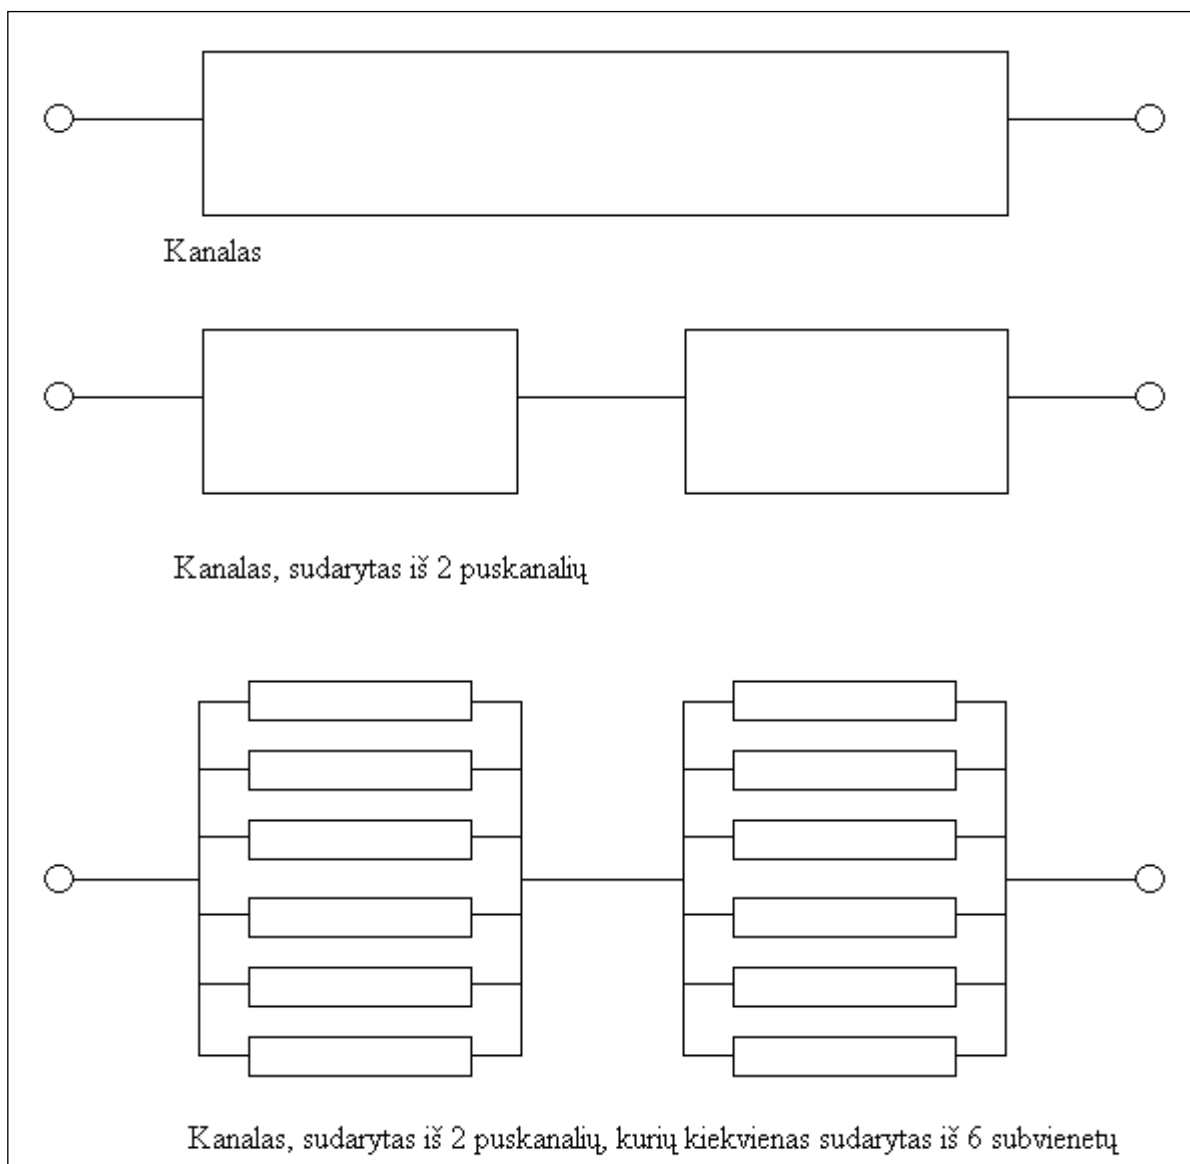 Kanalas
Kanalas, sudarytas iš 2 puskanalių
Kanalas, sudarytas iš 2 puskanalių, kurių kiekvienas sudarytas iš 6 subvienetų